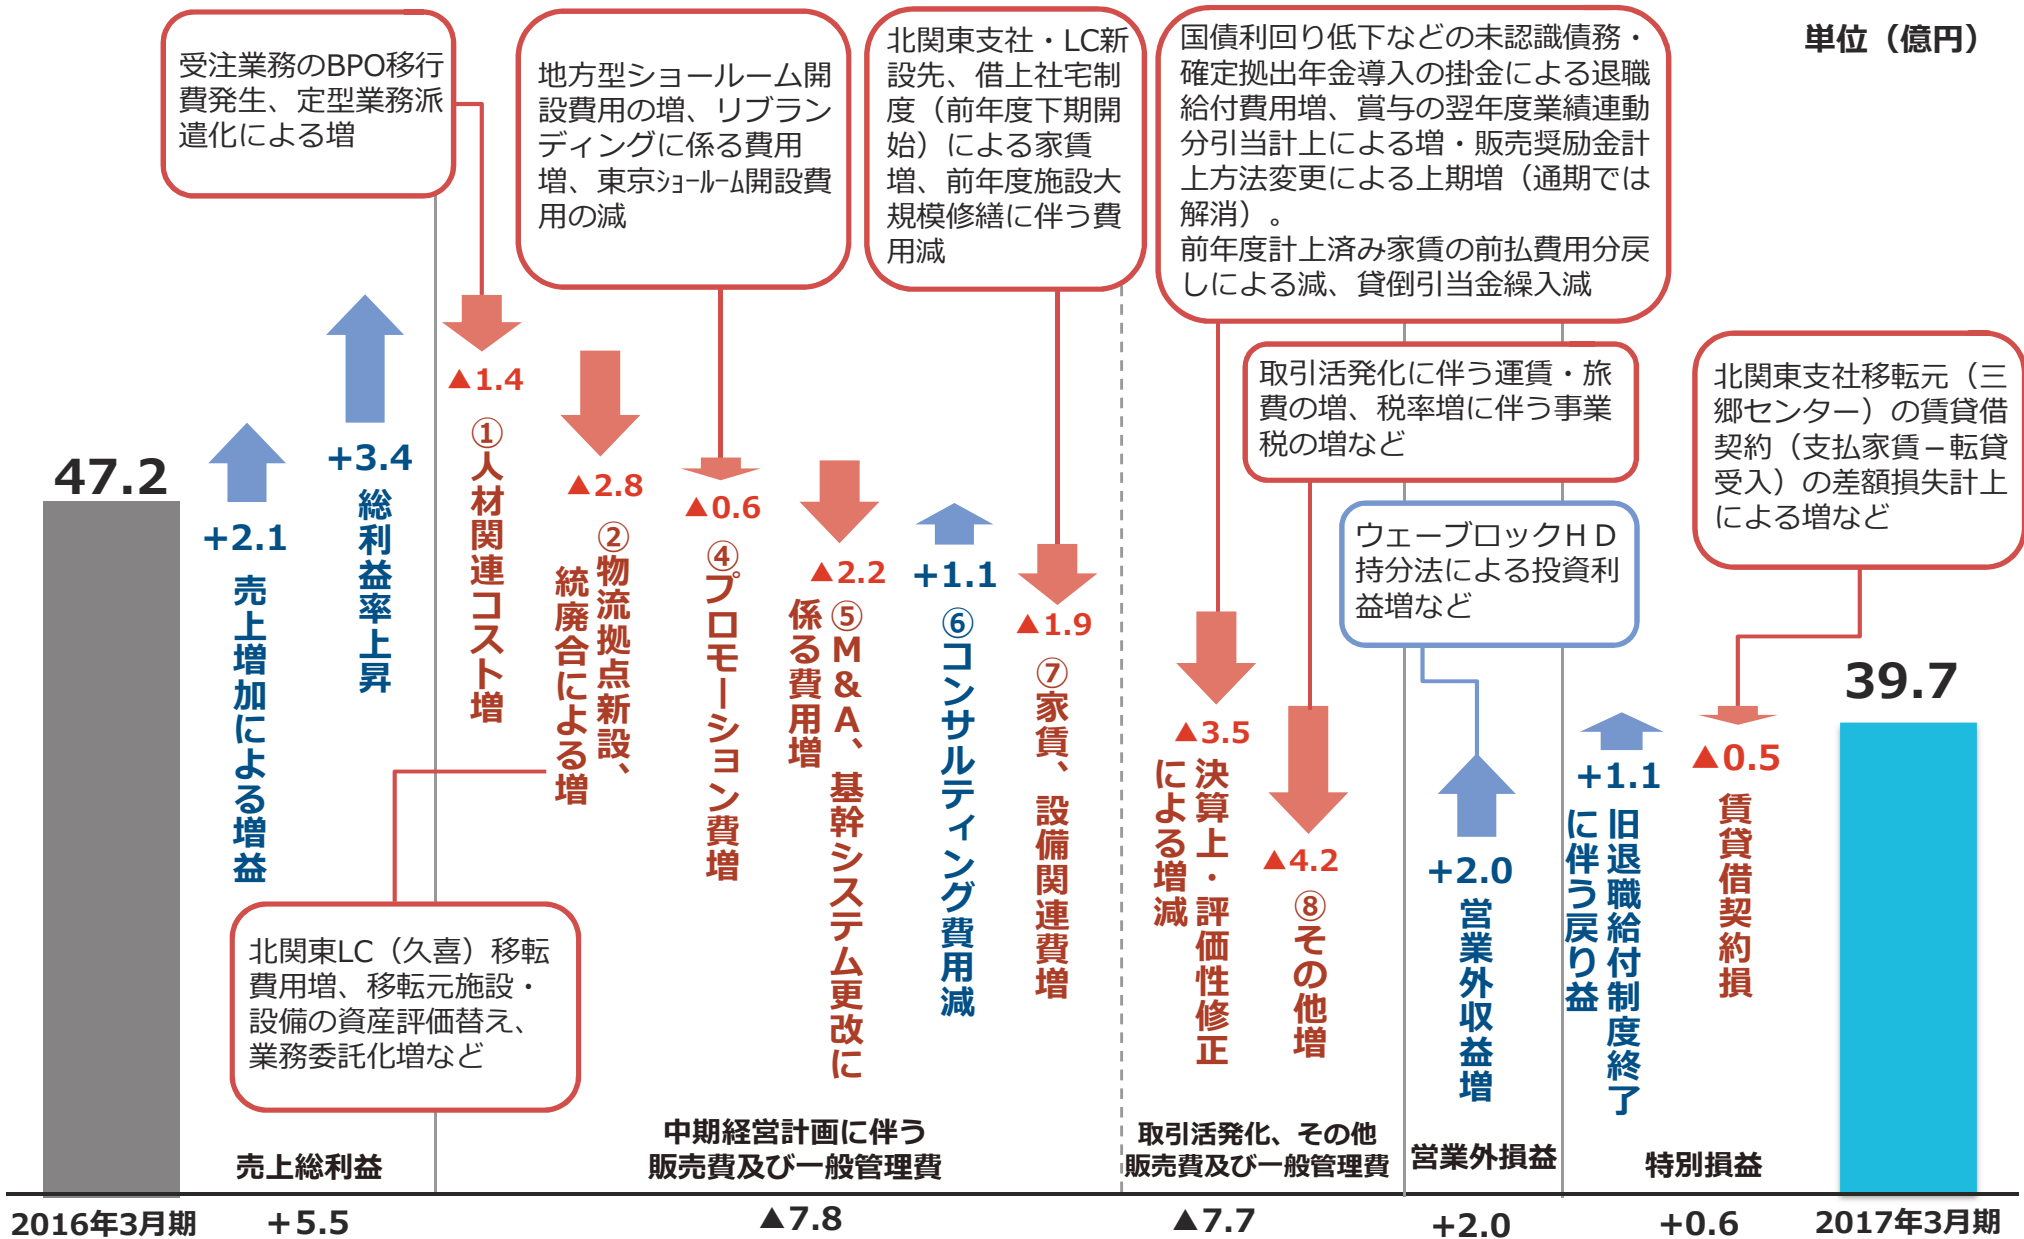 単位（億円）
受注業務のBPO移行
費発生、定型業務派
遣化による増
地方型ショールーム開
設費用の増、リブラン
ディングに係る費用
増、東京ｼｮｰﾙｰﾑ開設費
用の減
北関東支社・LC新
設先、借上社宅制
度（前年度下期開
始）による家賃
増、前年度施設大
規模修繕に伴う費
用減
国債利回り低下などの未認識債務・
確定拠出年金導入の掛金による退職
給付費用増、賞与の翌年度業績連動
分引当計上による増・販売奨励金計
上方法変更による上期増（通期では
解消）。
前年度計上済み家賃の前払費用分戻
しによる減、貸倒引当金繰入減
取引活発化に伴う運賃・旅
費の増、税率増に伴う事業
税の増など
北関東支社移転元（三
郷センター）の賃貸借
契約（支払家賃－転貸
受入）の差額損失計上
による増など
ウェーブロックＨＤ
持分法による投資利
益増など
北関東LC（久喜）移転
費用増、移転元施設・
設備の資産評価替え、
業務委託化増など
47.2
+2.1
売上増加による増益
+3.4
総利益率上昇
▲1.4
①人材関連コスト増
▲2.8
②物流拠点新設、
統廃合による増
▲0.6
④プロモーション費増
▲2.2
⑤Ｍ＆Ａ、基幹システム更改に
係る費用増
+1.1
⑥コンサルティング費用減
▲1.9
⑦家賃、設備関連費増
▲3.5
決算上・評価性修正
による増減
▲4.2
⑧その他増
+2.0
営業外収益増
+1.1
旧退職給付制度終了
に伴う戻り益
▲0.5
賃貸借契約損
39.7
売上総利益
中期経営計画に伴う
販売費及び一般管理費
取引活発化、その他
販売費及び一般管理費
営業外損益
特別損益
2016年3月期
+5.5
▲7.8
▲7.7
+2.0
+0.6
2017年3月期